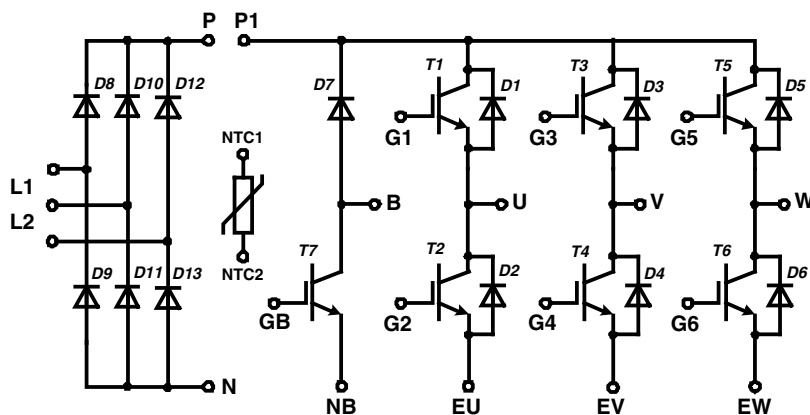 P P1
D8 D10 D12 D7 T1 D1 T3 D3 T5 D5
NTC1
G1 G3 G5
L1
B U V W
L2
NTC2
D9 D11 D13 T7 T2 D2 T4 D4 T6 D6
GB G2 G4 G6
N NB EU EV EW